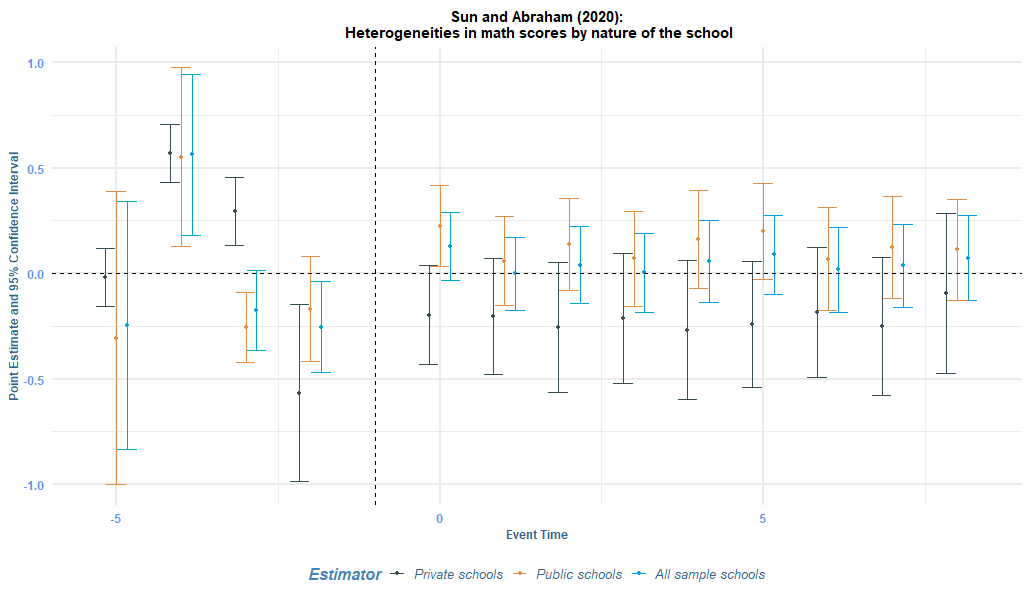 Sun and Abraham (2020):
Heterogeneities in math scores by nature of the school
Point Estimate and 95% Confidence Interval
1.0
0.5
0.0
-0.5
-1.0
-5
0
5
Event Time
Estimator
Private schools
Public schools
All sample schools